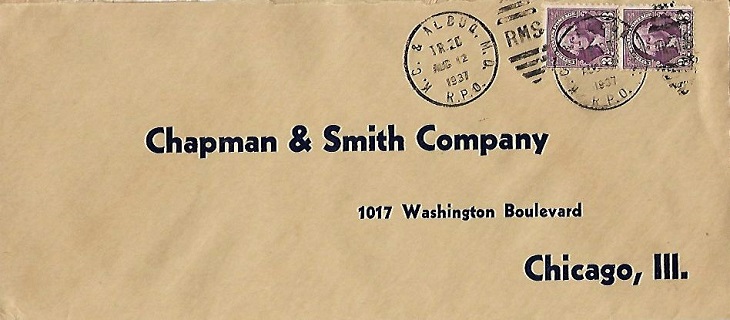 K.C. & ALBUQ. M.D.
TR.20
AUG 12
1937
R.P.O.
RMS
1937
R.P.O.
Chapman & Smith Company
1017 Washington Boulevard
Chicago, Ill.